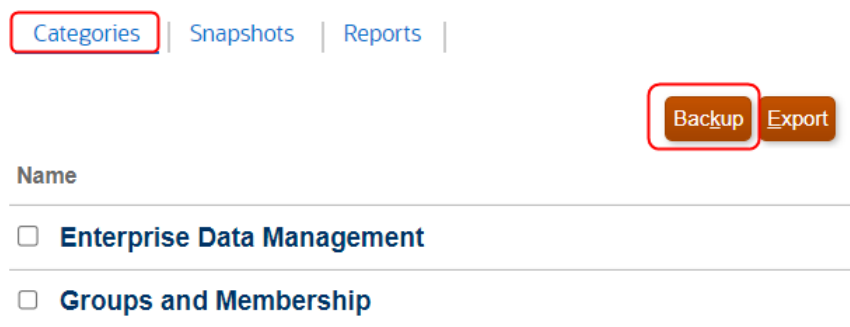 Categories | Snapshots | Reports |
Backup Export
Name
Enterprise Data Management
Groups and Membership